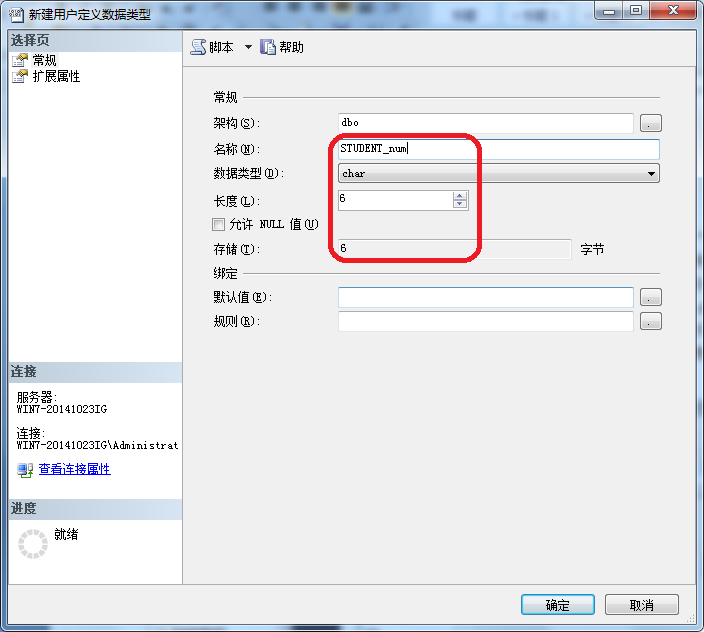 新建用户定义数据类型
选择页
常规
扩展属性
脚本 帮助
常规
架构(S): dbo
名称(N): STUDENT_num
数据类型(D): char
长度(L): 6
允许 NULL 值(U)
存储(T): 6 字节
绑定
默认值(E):
规则(R):
连接
服务器:
WIN7-20141023IG
连接:
WIN7-20141023IG\Administrat
查看连接属性
进度
就绪
确定 取消